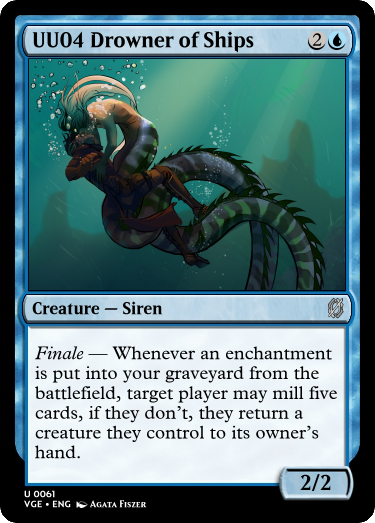 UU04 Drowner of Ships 2
Creature — Siren
Finale — Whenever an enchantment
is put into your graveyard from the
battlefield, target player may mill five
cards, if they don't, they return a
creature they control to its owner's
hand.
2/2
U 0061
VGE • ENG Agata Fiszer